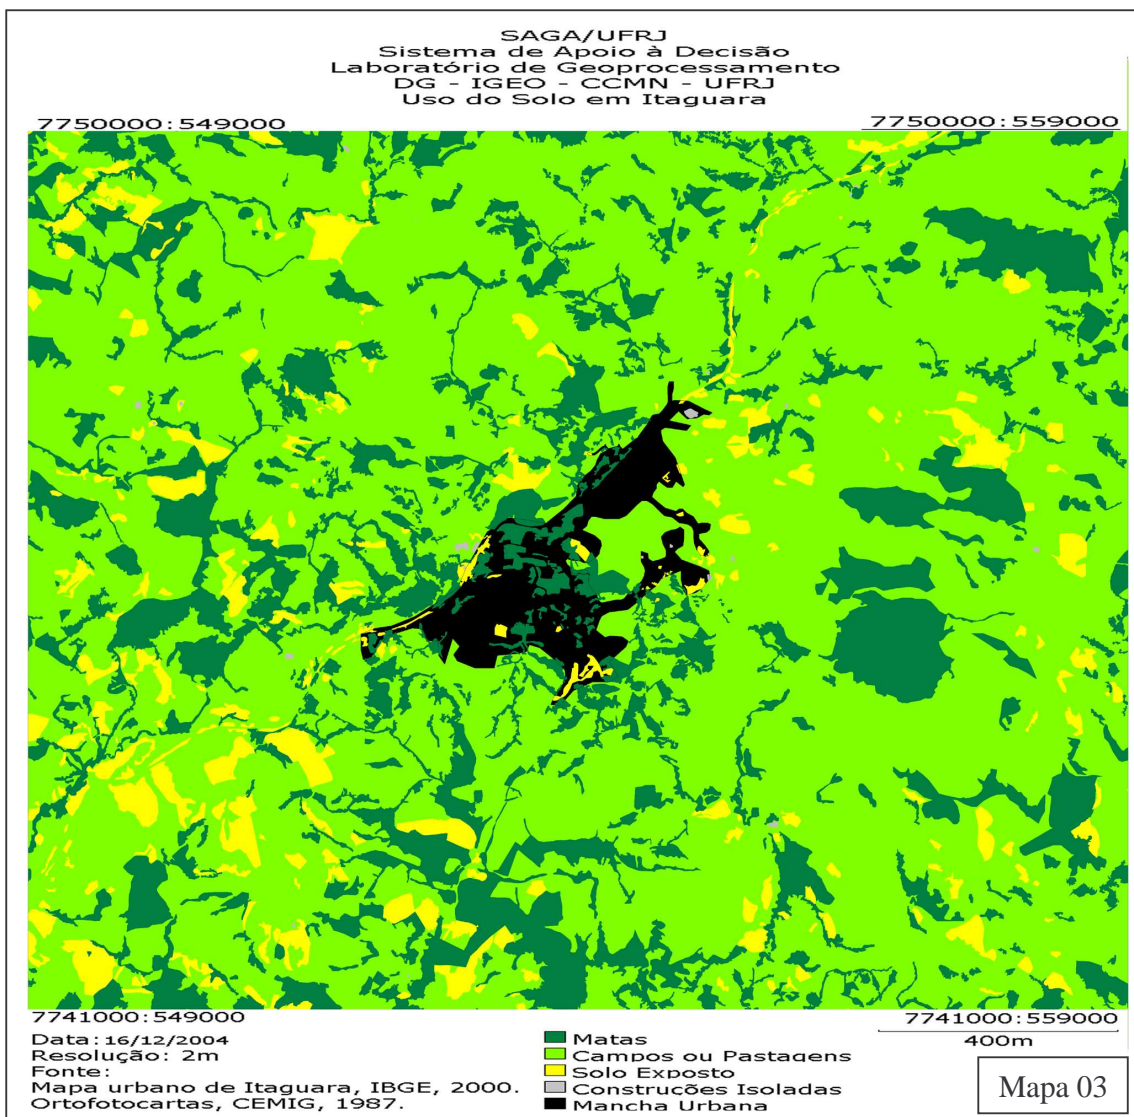 SAGA/UFRJ
Sistema de Apoio à Decisão
Laboratório de Geoprocessamento
DG - IGEO - CCMN - UFRJ
Uso do Solo em Itaguara
7750000:549000
7750000:559000
7741000:549000
7741000:559000
400m
Data: 16/12/2004
Resolução: 2m
Fonte:
Mapa urbano de Itaguara, IBGE, 2000.
Ortofotocartas, CEMIG, 1987.
Matas
Campos ou Pastagens
Solo Exposto
Construções Isoladas
Mancha Urbana
Mapa 03